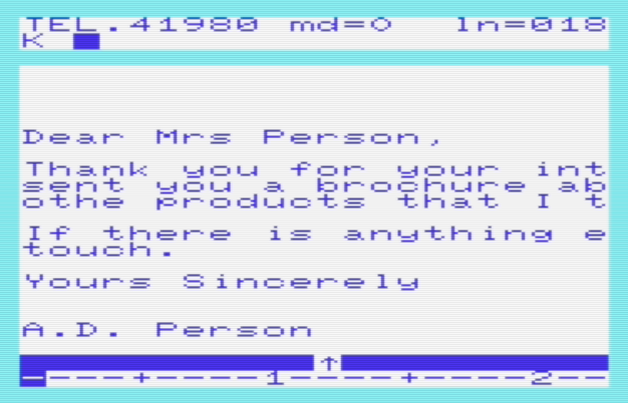 TEL.41980 md=0 ln=018
K
Dear Mrs Person,
Thank you for your int
sent you a brochure ab
othe products that I t
If there is anything e
touch.
Yours Sincerely
A.D. Person
↑
----+----1----+----2--